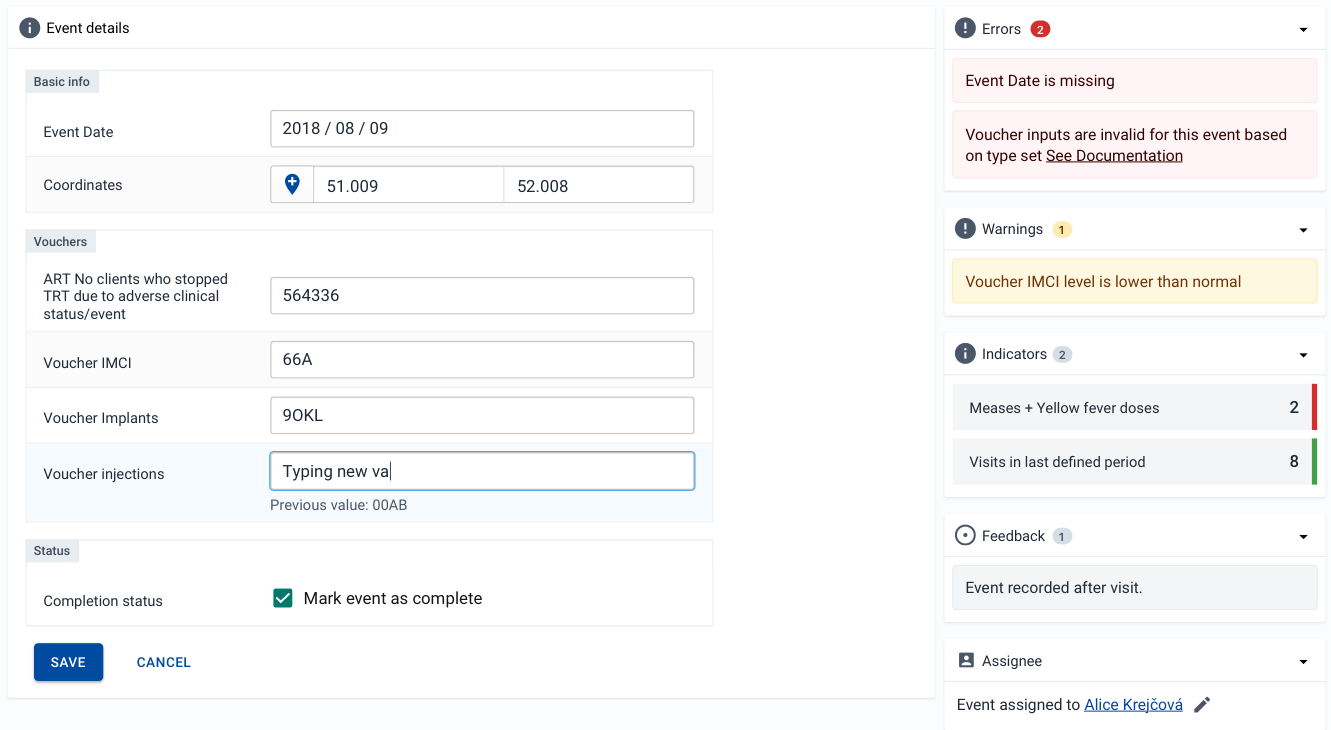 Event details
Basic info
Event Date
2018 / 08 / 09
Coordinates
51.009
52.008
Vouchers
ART No clients who stopped
TRT due to adverse clinical
status/event
564336
Voucher IMCI
66A
Voucher Implants
9OKL
Voucher injections
Typing new va
Previous value: 00AB
Status
Completion status
Mark event as complete
SAVE
CANCEL
Errors 2
Event Date is missing
Voucher inputs are invalid for this event based
on type set See Documentation
Warnings 1
Voucher IMCI level is lower than normal
Indicators 2
Meases + Yellow fever doses 2
Visits in last defined period 8
Feedback 1
Event recorded after visit.
Assignee
Event assigned to Alice Krejčová